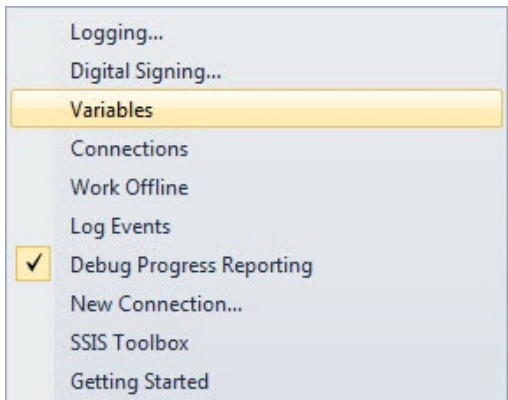 Logging...
Digital Signing...
Variables
Connections
Work Offline
Log Events
Debug Progress Reporting
New Connection...
SSIS Toolbox
Getting Started